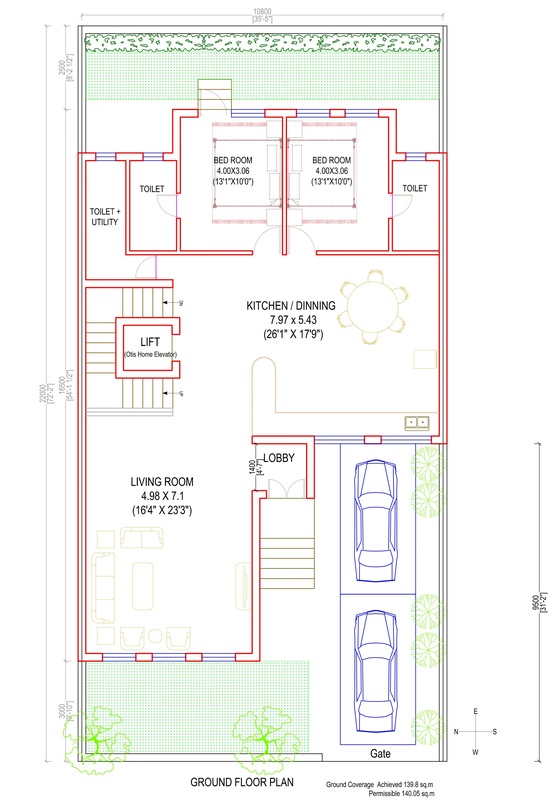 10800
[35'-5"]
2500
[8'-2 1/2"]
BED ROOM
4.00X3.06
(13'1"X10'0")
BED ROOM
4.00X3.06
(13'1"X10'0")
TOILET
TOILET
TOILET +
UTILITY
KITCHEN / DINNING
7.97 x 5.43
(26'1" X 17'9")
DN
LIFT
(Otis Home Elevator)
UP
22000
[72'-2"]
16500
[54'-1 1/2"]
LOBBY
1400
[4'-7"]
LIVING ROOM
4.98 X 7.1
(16'4" X 23'3")
9500
[31'-2"]
3000
[9'-10"]
E
N
S
W
Gate
GROUND FLOOR PLAN
Ground Coverage Achieved 139.8 sq.m
Permissible 140.05 sq.m